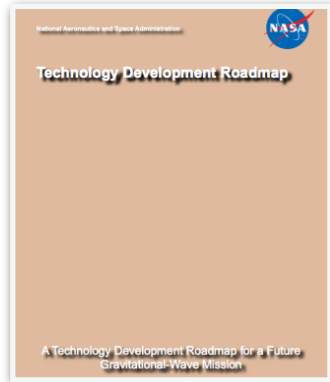 National Aeronautics and Space Administration
NASA
Technology Development Roadmap
A Technology Development Roadmap for a Future
Gravitational-Wave Mission